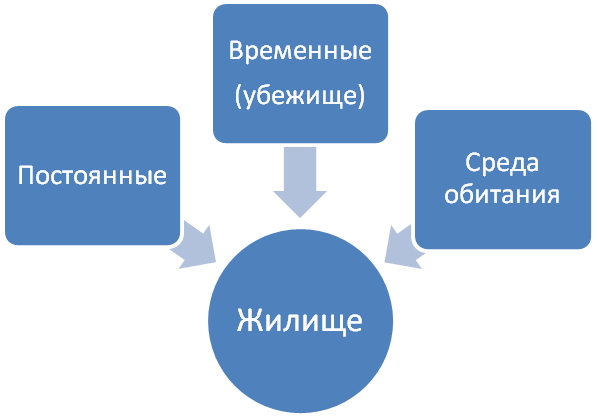 Временные
(убежище)
Постоянные
Среда
обитания
Жилище